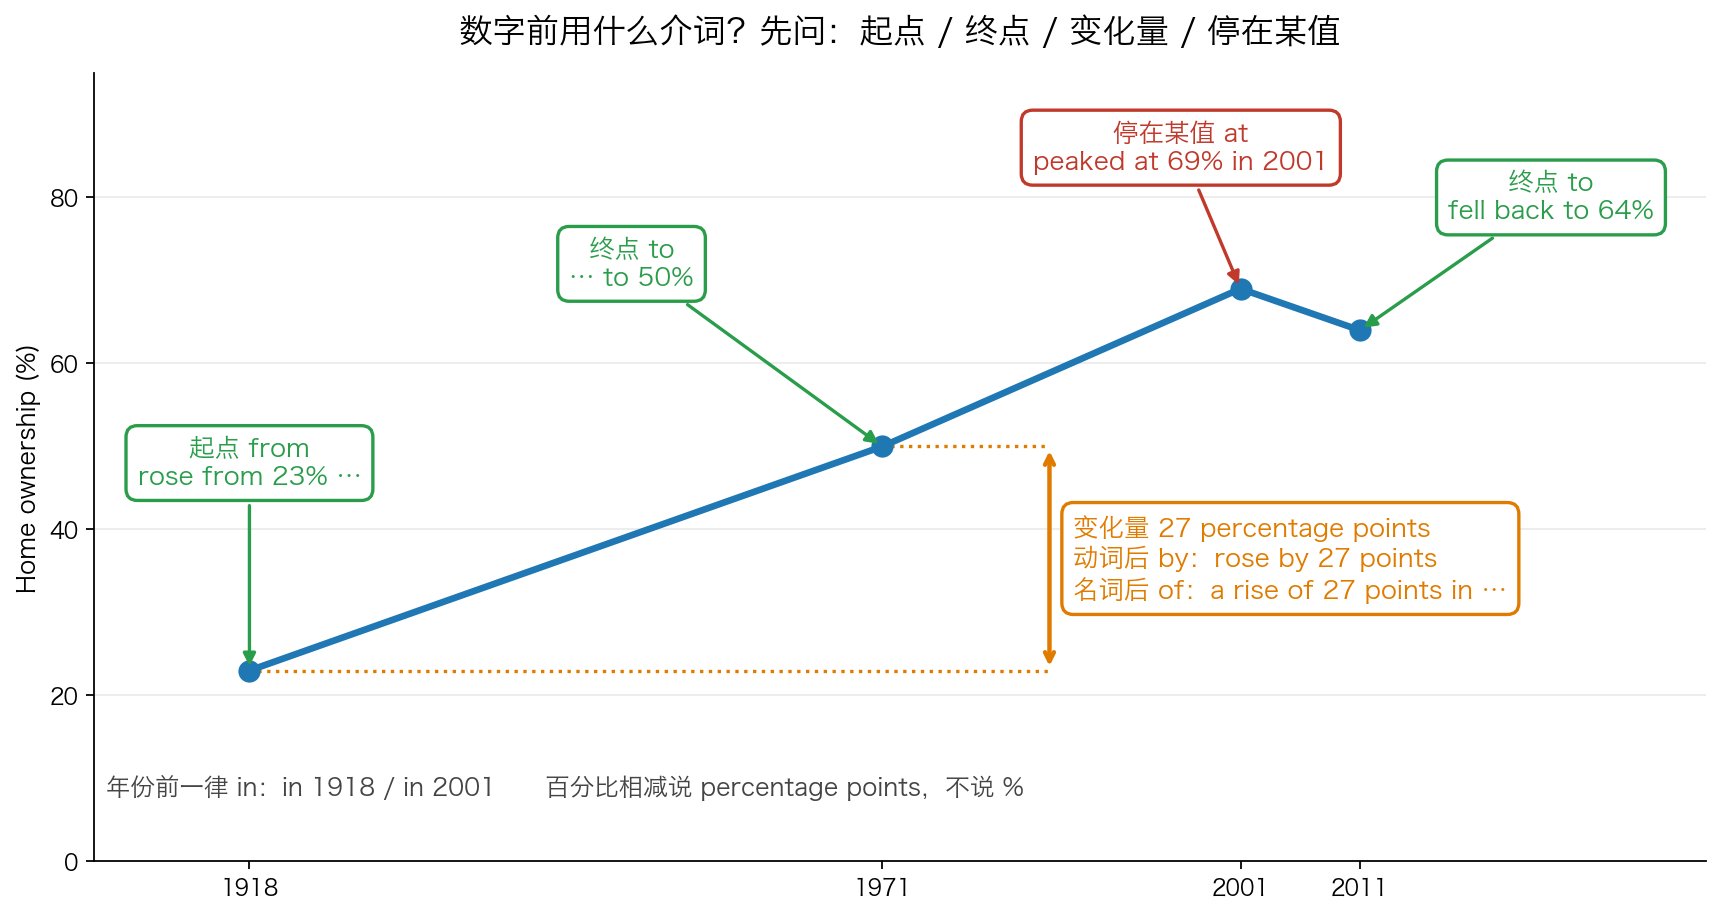 数字前用什么介词？先问：起点 / 终点 / 变化量 / 停在某值
停在某值 at
peaked at 69% in 2001
终点 to
fell back to 64%
终点 to
… to 50%
起点 from
rose from 23% …
变化量 27 percentage points
动词后 by：rose by 27 points
名词后 of：a rise of 27 points in …
年份前一律 in：in 1918 / in 2001
百分比相减说 percentage points，不说 %
Home ownership (%)
80
60
40
20
0
1918
1971
2001
2011